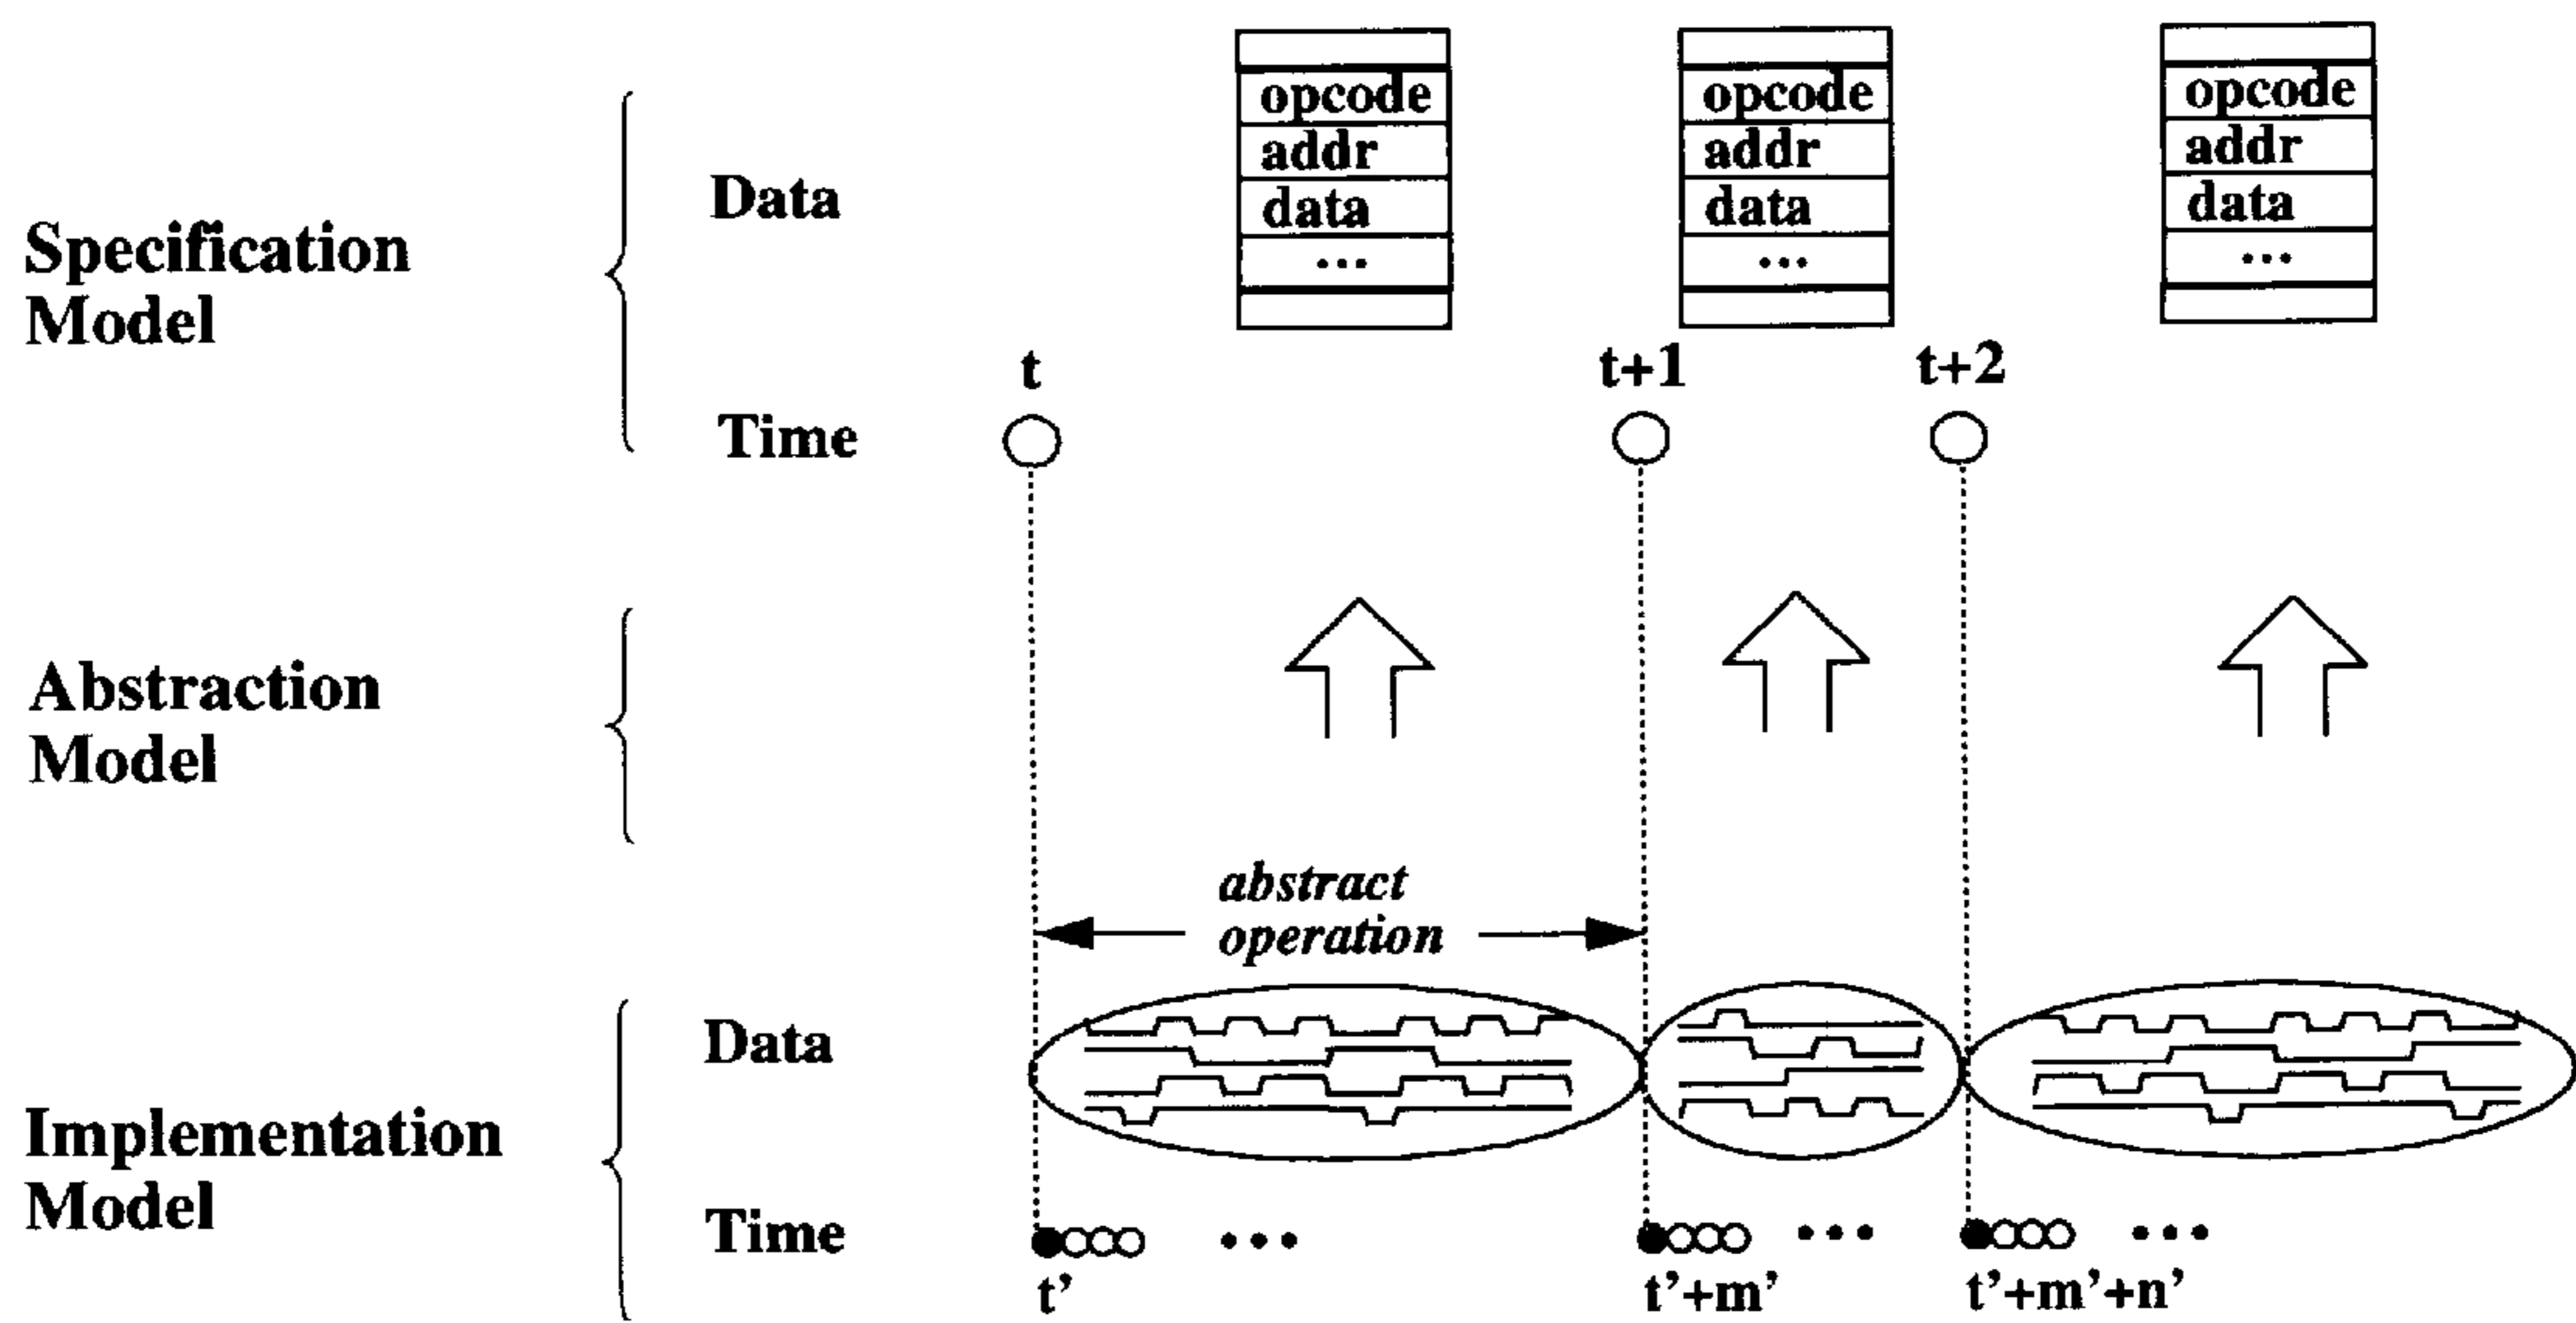 opcode opcode opcode
addr addr addr
Data data data data
Specification
Model
... ... ...
t t+1 t+2
Time
Abstraction
Model
abstract
operation
Data
Implementation
Model
Time ... ... ...
t’ t’+m’ t’+m’+n’